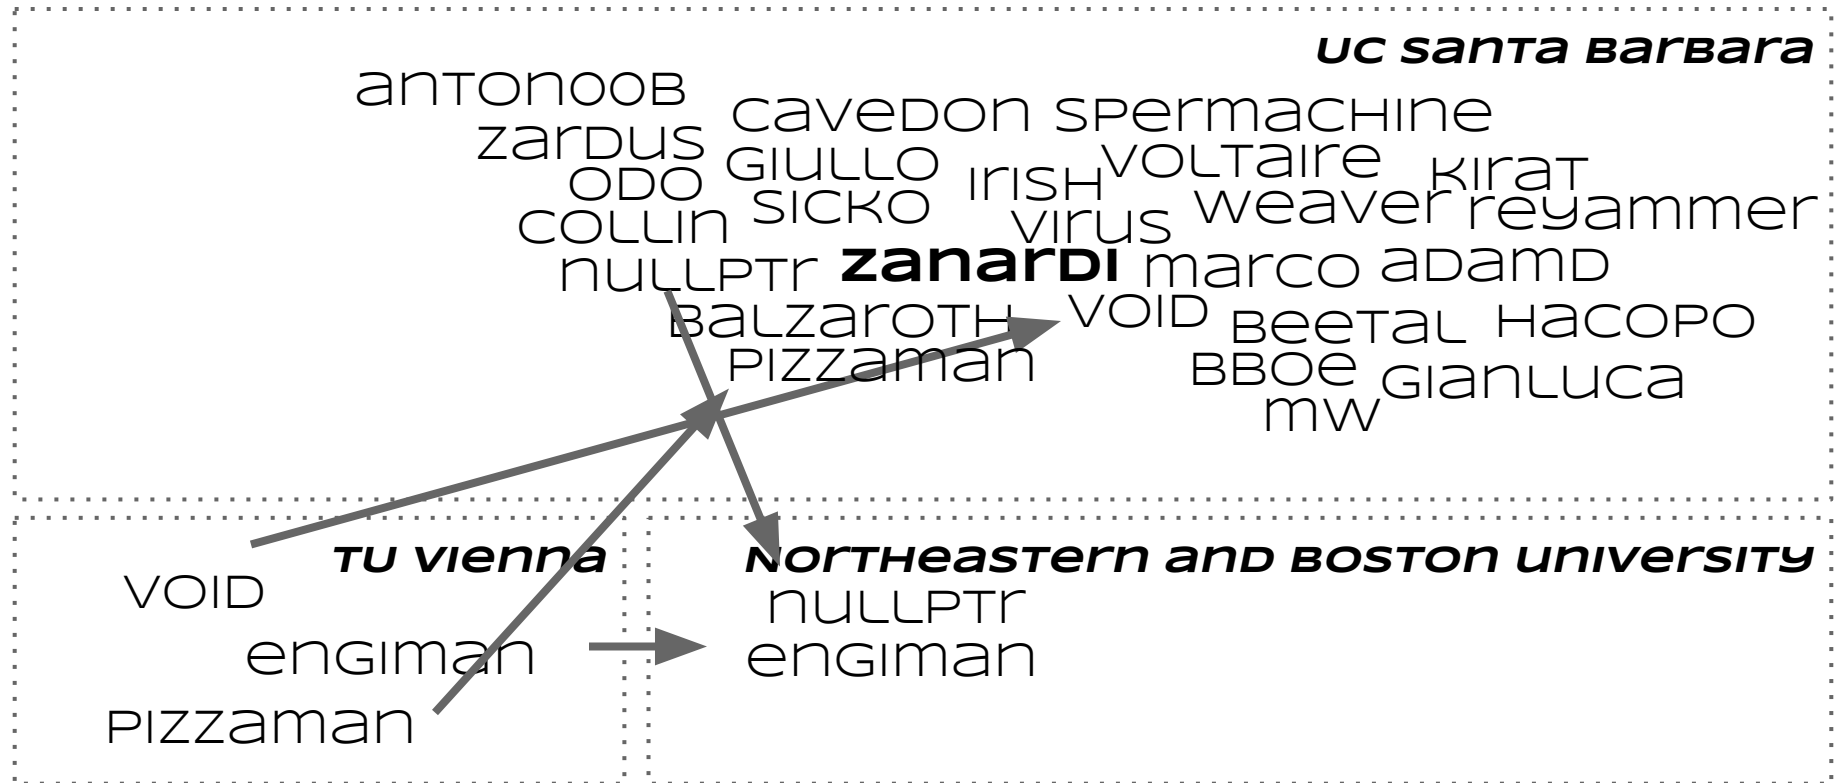 UC Santa Barbara
antonoob
cavedon spermachine
zardus
giullo
voltaire
kirat
odo
irish
sicko
weaver
reyammer
collin
virus
zanardi
nullptr
marco
adamd
void
balzaroth
beetal
hacopo
pizzaman
bboe
gianluca
mw
TU Vienna
Northeastern and Boston University
void
nullptr
engiman
engiman
pizzaman